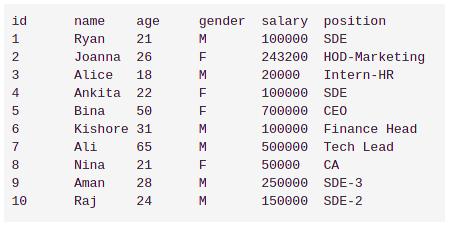 id name age gender salary position
1 Ryan 21 M 100000 SDE
2 Joanna 26 F 243200 HOD-Marketing
3 Alice 18 M 20000 Intern-HR
4 Ankita 22 F 100000 SDE
5 Bina 50 F 700000 CEO
6 Kishore 31 M 100000 Finance Head
7 Ali 65 M 500000 Tech Lead
8 Nina 21 F 50000 CA
9 Aman 28 M 250000 SDE-3
10 Raj 24 M 150000 SDE-2